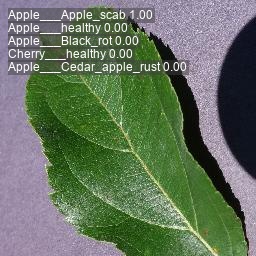 Apple___Apple_scab 1.00
Apple___healthy 0.00
Apple___Black_rot 0.00
Cherry___healthy 0.00
Apple___Cedar_apple_rust 0.00